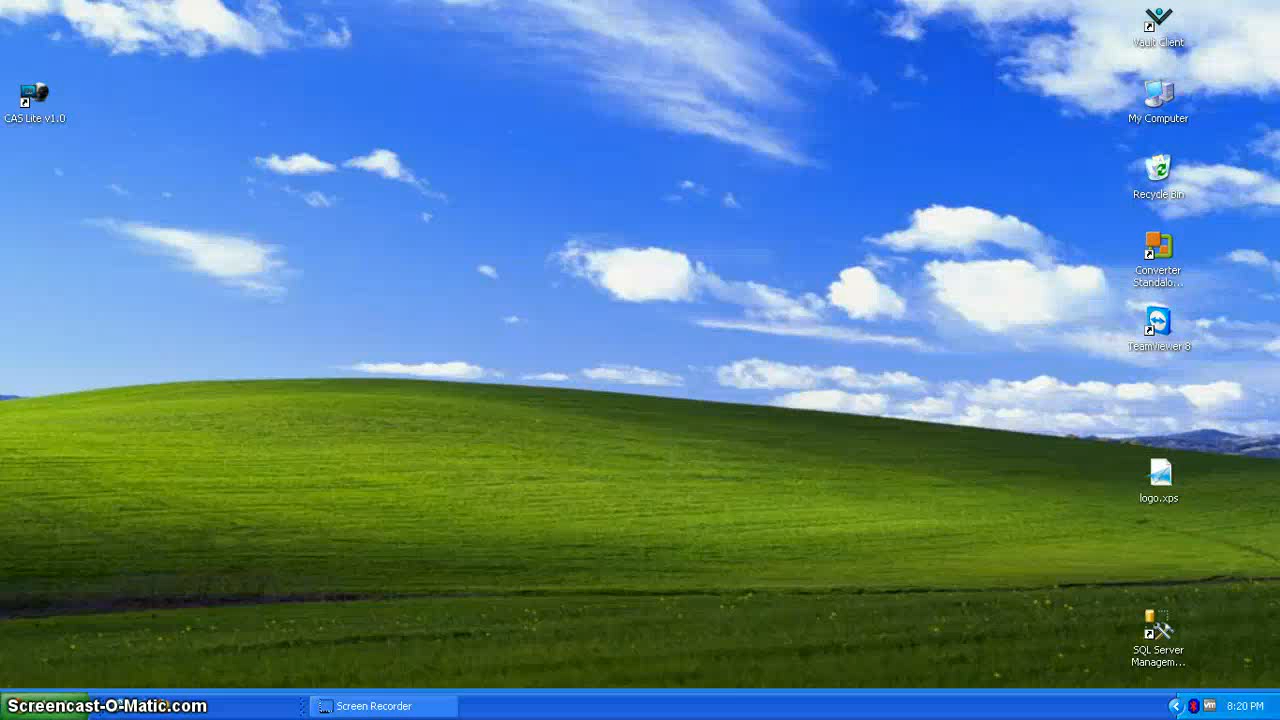 Vault Client
CAS Lite v1.0
My Computer
Recycle Bin
Converter
Standalo...
TeamViewer 8
logo.xps
SQL Server
Managem...
Screencast-O-Matic.com
Screen Recorder
vm
8:20 PM